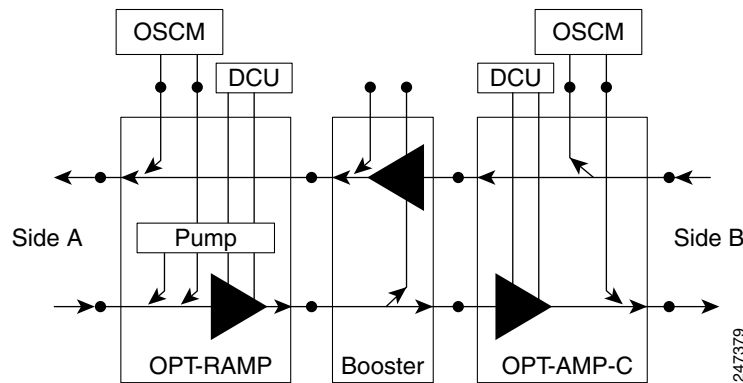 OSCM
OSCM
DCU
DCU
Side A
Pump
Side B
OPT-RAMP
Booster
OPT-AMP-C
247379